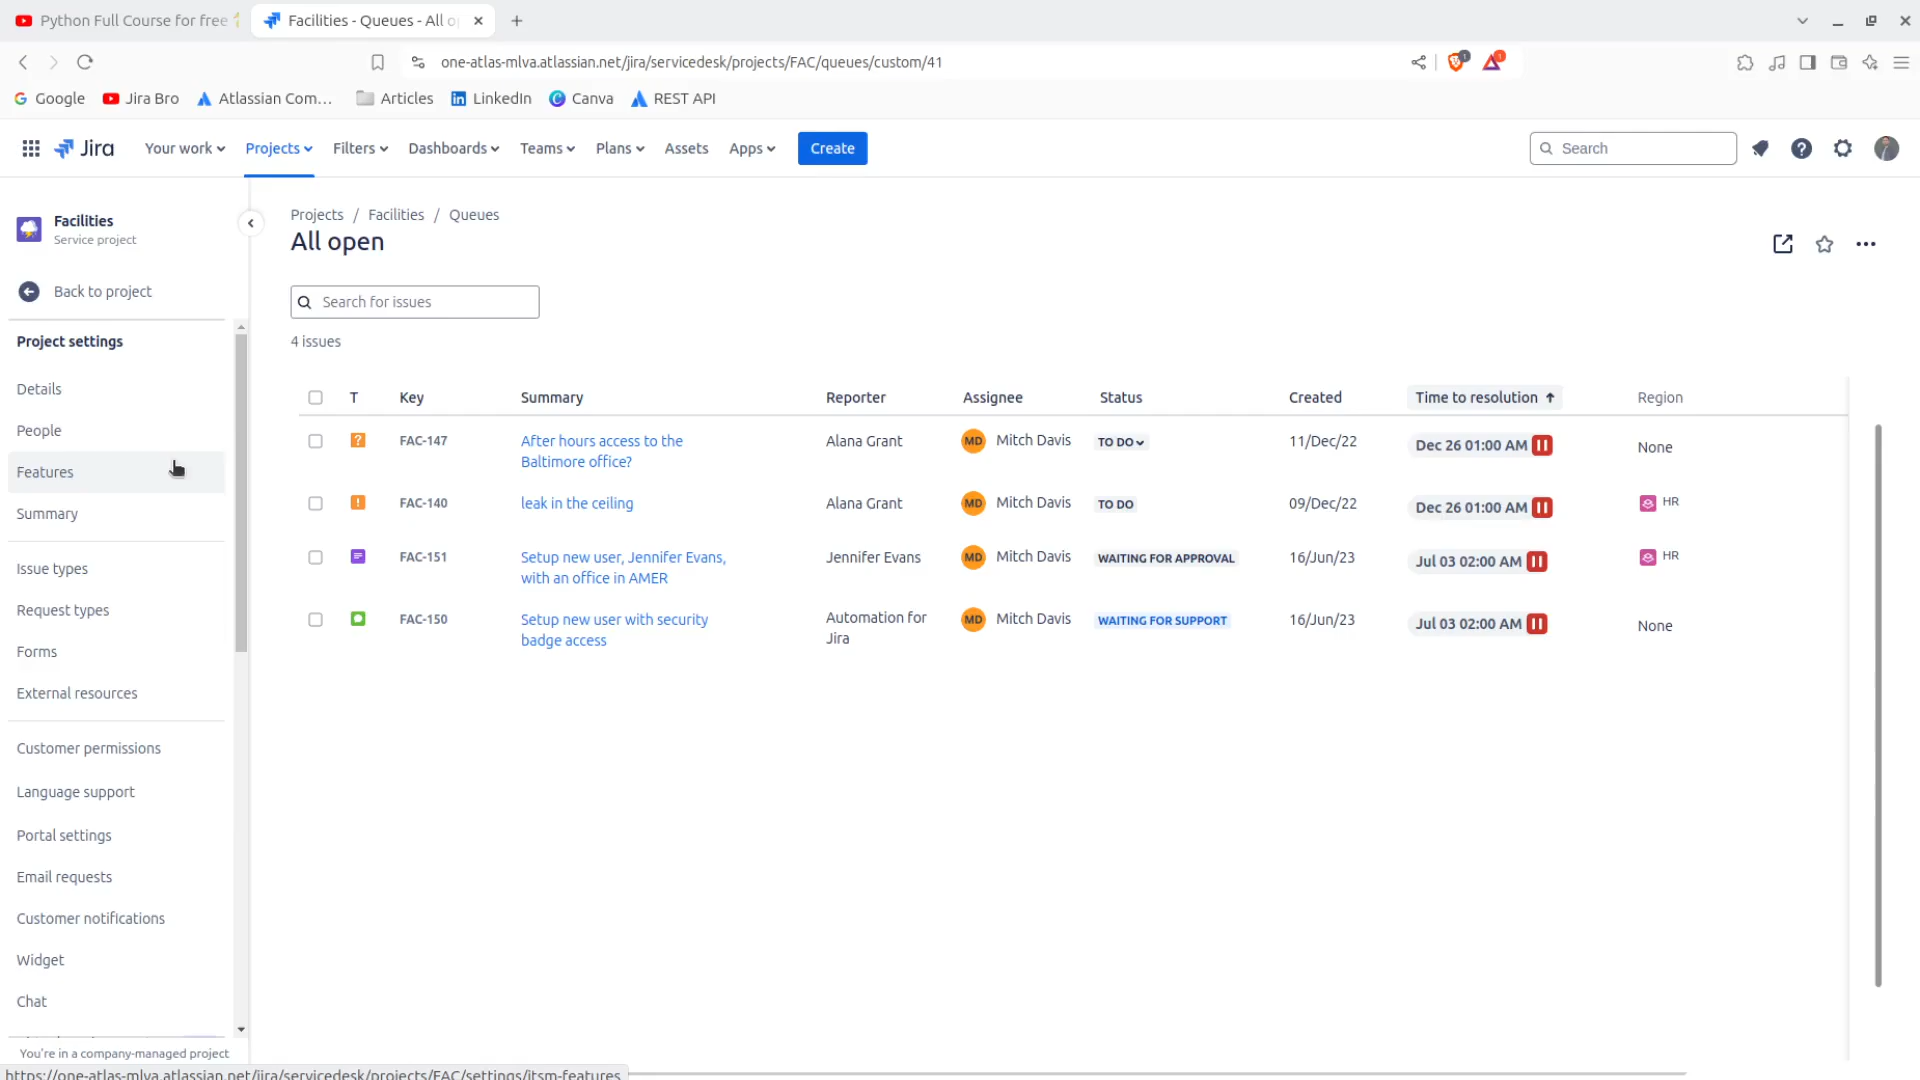 Python Full Course for free
Facilities - Queues - All o
one-atlas-mlva.atlassian.net/jira/servicedesk/projects/FAC/queues/custom/41
1
1
Google
Jira Bro
Atlassian Com...
Articles
LinkedIn
Canva
REST API
Jira
Your work
Projects
Filters
Dashboards
Teams
Plans
Assets
Apps
Create
Search
Facilities
Service project
Back to project
Project settings
Details
People
Features
Summary
Issue types
Request types
Forms
External resources
Customer permissions
Language support
Portal settings
Email requests
Customer notifications
Widget
Chat
You're in a company-managed project
https://one-atlas-mlva.atlassian.net/jira/servicedesk/projects/FAC/settings/itsm-features
Projects / Facilities / Queues
All open
Search for issues
4 issues
T Key Summary Reporter Assignee Status Created Time to resolution Region
FAC-147 After hours access to the Alana Grant MD Mitch Davis TO DO 11/Dec/22 Dec 26 01:00 AM None
Baltimore office?
FAC-140 leak in the ceiling Alana Grant MD Mitch Davis TO DO 09/Dec/22 Dec 26 01:00 AM HR
FAC-151 Setup new user, Jennifer Evans, Jennifer Evans MD Mitch Davis WAITING FOR APPROVAL 16/Jun/23 Jul 03 02:00 AM HR
with an office in AMER
FAC-150 Setup new user with security Automation for MD Mitch Davis WAITING FOR SUPPORT 16/Jun/23 Jul 03 02:00 AM None
badge access Jira